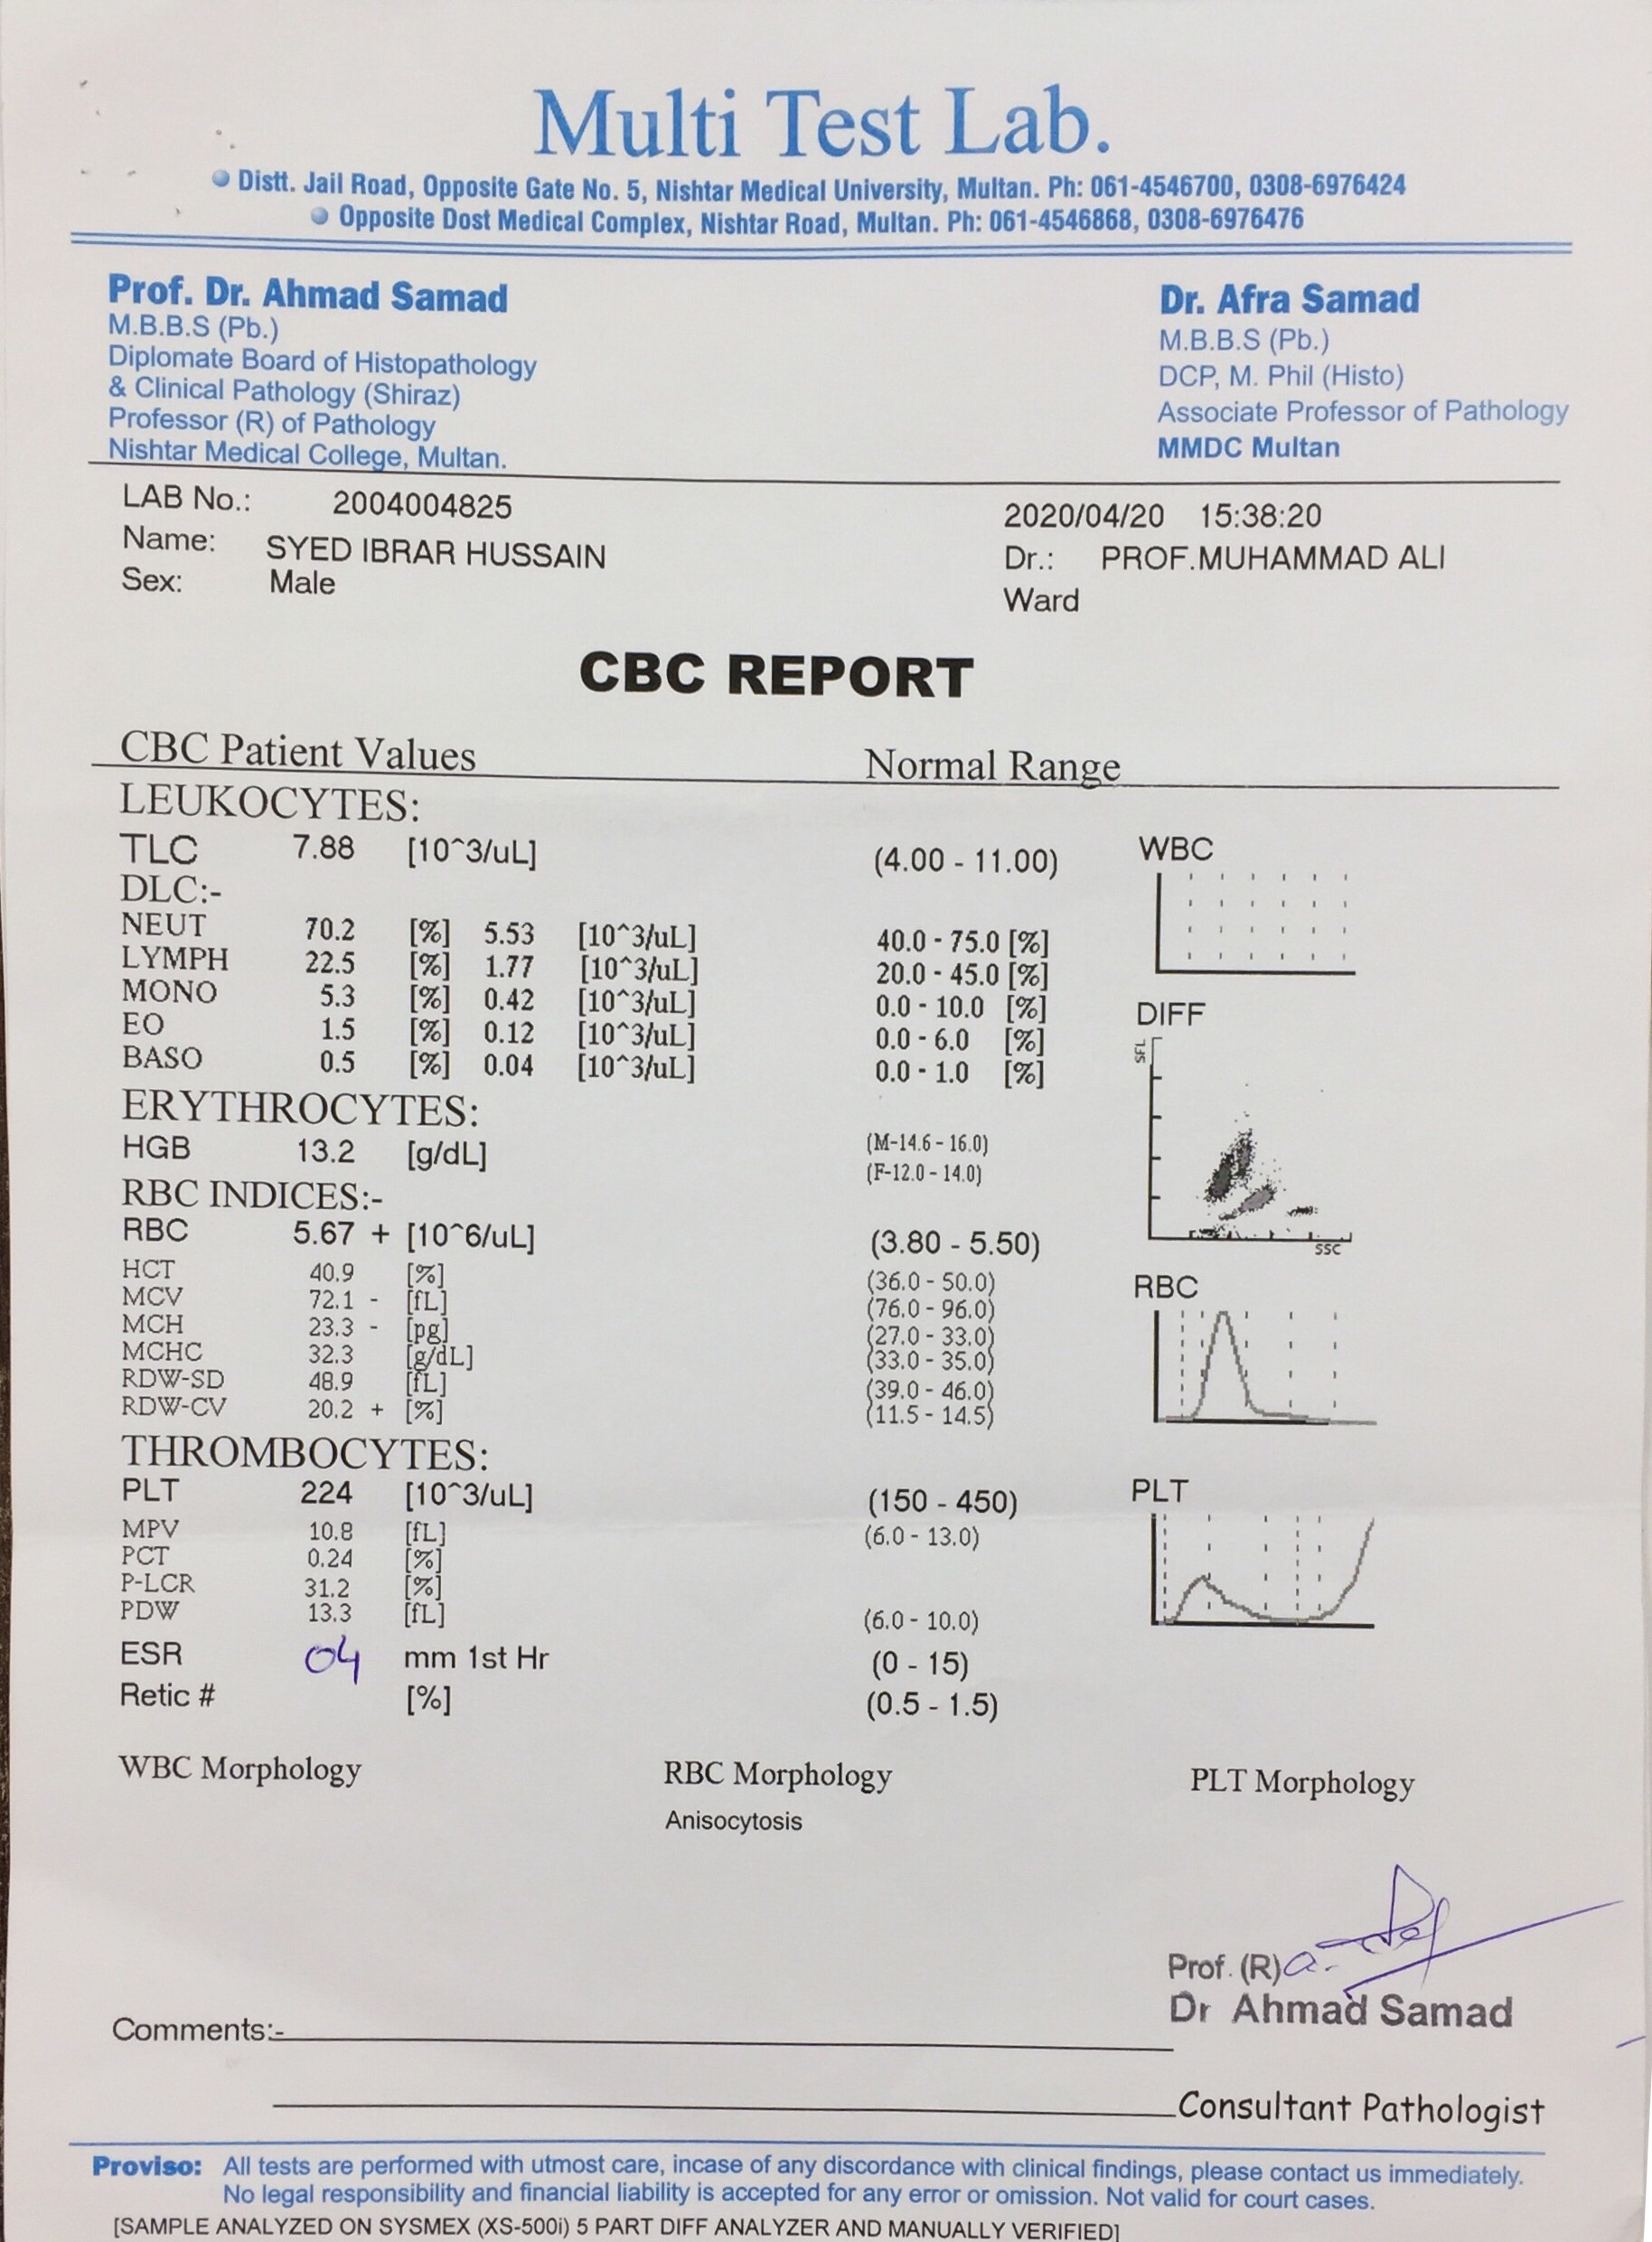 Multi Test Lab.
Distt. Jail Road, Opposite Gate No. 5, Nishtar Medical University, Multan. Ph: 061-4546700, 0308-6976424
Opposite Dost Medical Complex, Nishtar Road, Multan. Ph: 061-4546868, 0308-6976476
Prof. Dr. Ahmad Samad
M.B.B.S (Pb.)
Diplomate Board of Histopathology
& Clinical Pathology (Shiraz)
Professor (R) of Pathology
Nishtar Medical College, Multan.
Dr. Afra Samad
M.B.B.S (Pb.)
DCP, M. Phil (Histo)
Associate Professor of Pathology
MMDC Multan
LAB No.: 2004004825
Name: SYED IBRAR HUSSAIN
Sex: Male
2020/04/20 15:38:20
Dr.: PROF.MUHAMMAD ALI
Ward
CBC REPORT
CBC Patient Values Normal Range
LEUKOCYTES:
TLC 7.88 [10^3/uL] (4.00 - 11.00)
DLC:-
NEUT 70.2 [%] 5.53 [10^3/uL] 40.0 - 75.0 [%]
LYMPH 22.5 [%] 1.77 [10^3/uL] 20.0 - 45.0 [%]
MONO 5.3 [%] 0.42 [10^3/uL] 0.0 - 10.0 [%]
EO 1.5 [%] 0.12 [10^3/uL] 0.0 - 6.0 [%]
BASO 0.5 [%] 0.04 [10^3/uL] 0.0 - 1.0 [%]
ERYTHROCYTES:
HGB 13.2 [g/dL] (M-14.6 - 16.0)
(F-12.0 - 14.0)
RBC INDICES:-
RBC 5.67 + [10^6/uL] (3.80 - 5.50)
HCT 40.9 [%] (36.0 - 50.0)
MCV 72.1 - [fL] (76.0 - 96.0)
MCH 23.3 - [pg] (27.0 - 33.0)
MCHC 32.3 [g/dL] (33.0 - 35.0)
RDW-SD 48.9 [fL] (39.0 - 46.0)
RDW-CV 20.2 + [%] (11.5 - 14.5)
THROMBOCYTES:
PLT 224 [10^3/uL] (150 - 450)
MPV 10.8 [fL] (6.0 - 13.0)
PCT 0.24 [%]
P-LCR 31.2 [%]
PDW 13.3 [fL] (6.0 - 10.0)
ESR 04 mm 1st Hr (0 - 15)
Retic # [%] (0.5 - 1.5)
WBC
DIFF
SFL
SSC
RBC
PLT
WBC Morphology RBC Morphology PLT Morphology
Anisocytosis
Prof. (R)
Dr Ahmad Samad
Comments:-
Consultant Pathologist
Proviso: All tests are performed with utmost care, incase of any discordance with clinical findings, please contact us immediately.
No legal responsibility and financial liability is accepted for any error or omission. Not valid for court cases.
[SAMPLE ANALYZED ON SYSMEX (XS-500i) 5 PART DIFF ANALYZER AND MANUALLY VERIFIED]